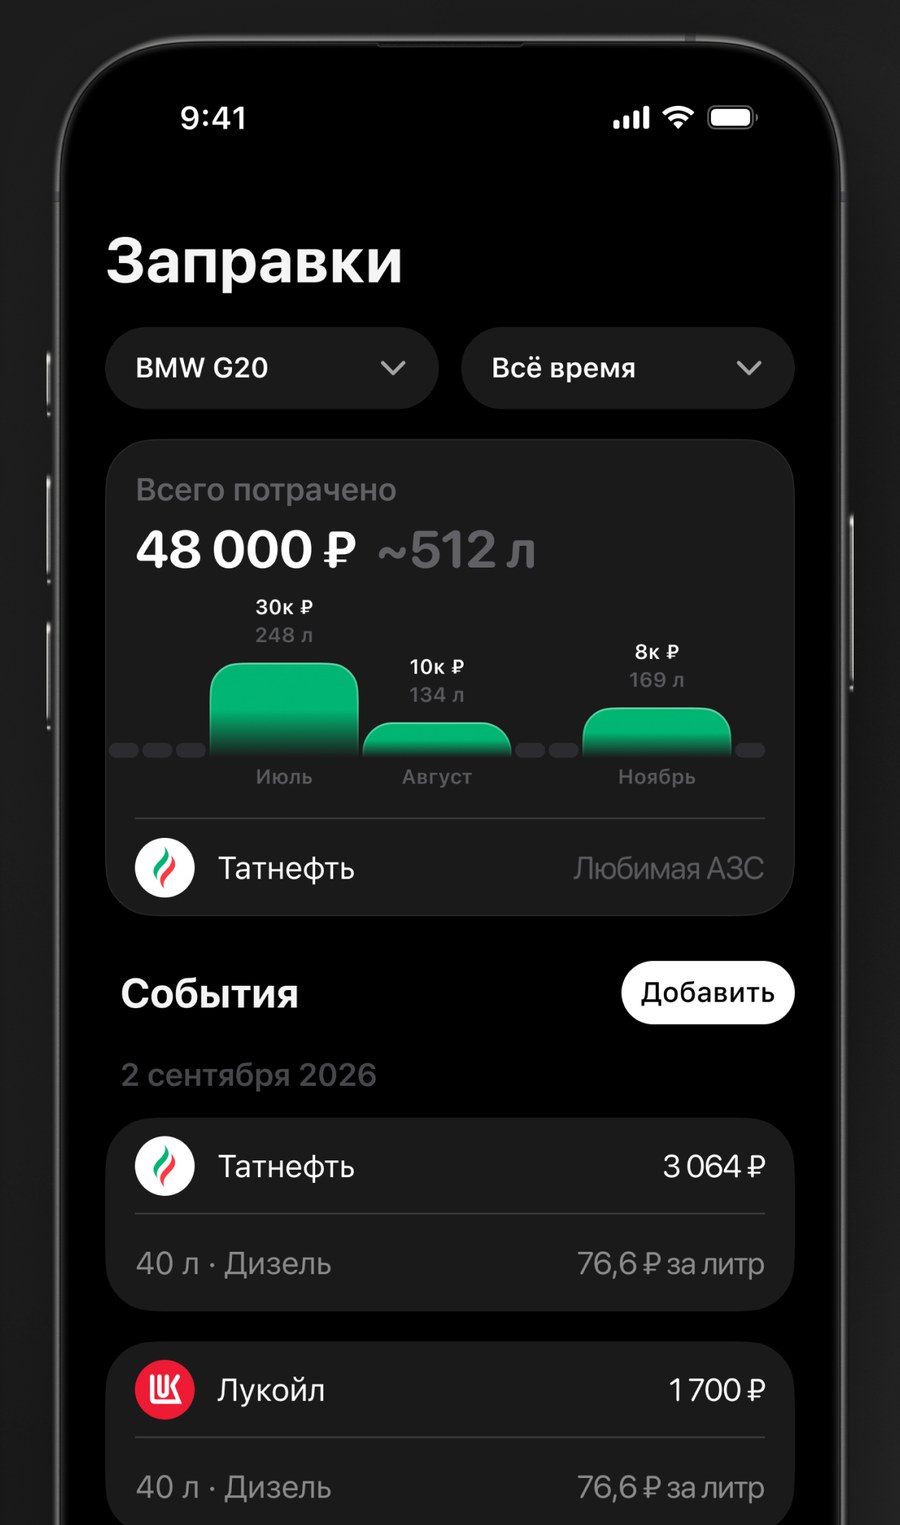 9:41
Заправки
BMW G20
Всё время
Всего потрачено
48 000 ₽ ~512 л
30к ₽
248 л
10к ₽
134 л
8к ₽
169 л
Июль Август Ноябрь
Татнефть Любимая АЗС
События Добавить
2 сентября 2026
Татнефть 3 064 ₽
40 л · Дизель 76,6 ₽ за литр
LUK Лукойл 1 700 ₽
40 л · Дизель 76,6 ₽ за литр